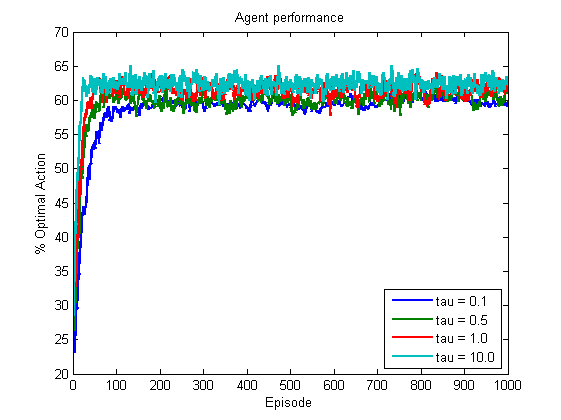 Agent performance
70
65
60
55
50
45
40
35
30
25
20
% Optimal Action
0 100 200 300 400 500 600 700 800 900 1000
Episode
tau = 0.1
tau = 0.5
tau = 1.0
tau = 10.0